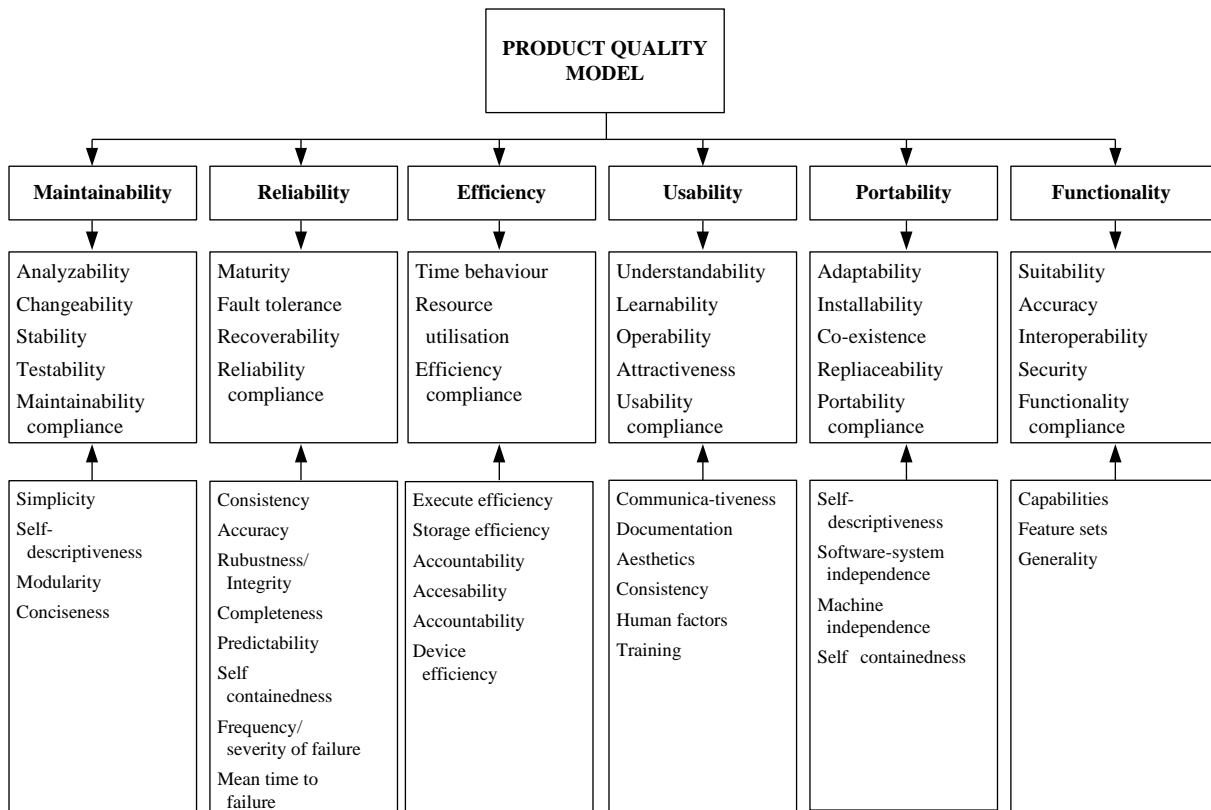 PRODUCT QUALITY
MODEL
Maintainability
Reliability
Efficiency
Usability
Portability
Functionality
Analyzability
Changeability
Stability
Testability
Maintainability
compliance
Maturity
Fault tolerance
Recoverability
Reliability
compliance
Time behaviour
Resource
utilisation
Efficiency
compliance
Understandability
Learnability
Operability
Attractiveness
Usability
compliance
Adaptability
Installability
Co-existence
Repliaceability
Portability
compliance
Suitability
Accuracy
Interoperability
Security
Functionality
compliance
Simplicity
Self-
descriptiveness
Modularity
Conciseness
Consistency
Accuracy
Rubustness/
Integrity
Completeness
Predictability
Self
containedness
Frequency/
severity of failure
Mean time to
failure
Execute efficiency
Storage efficiency
Accountability
Accesability
Accountability
Device
efficiency
Communica-tiveness
Documentation
Aesthetics
Consistency
Human factors
Training
Self-
descriptiveness
Software-system
independence
Machine
independence
Self containedness
Capabilities
Feature sets
Generality